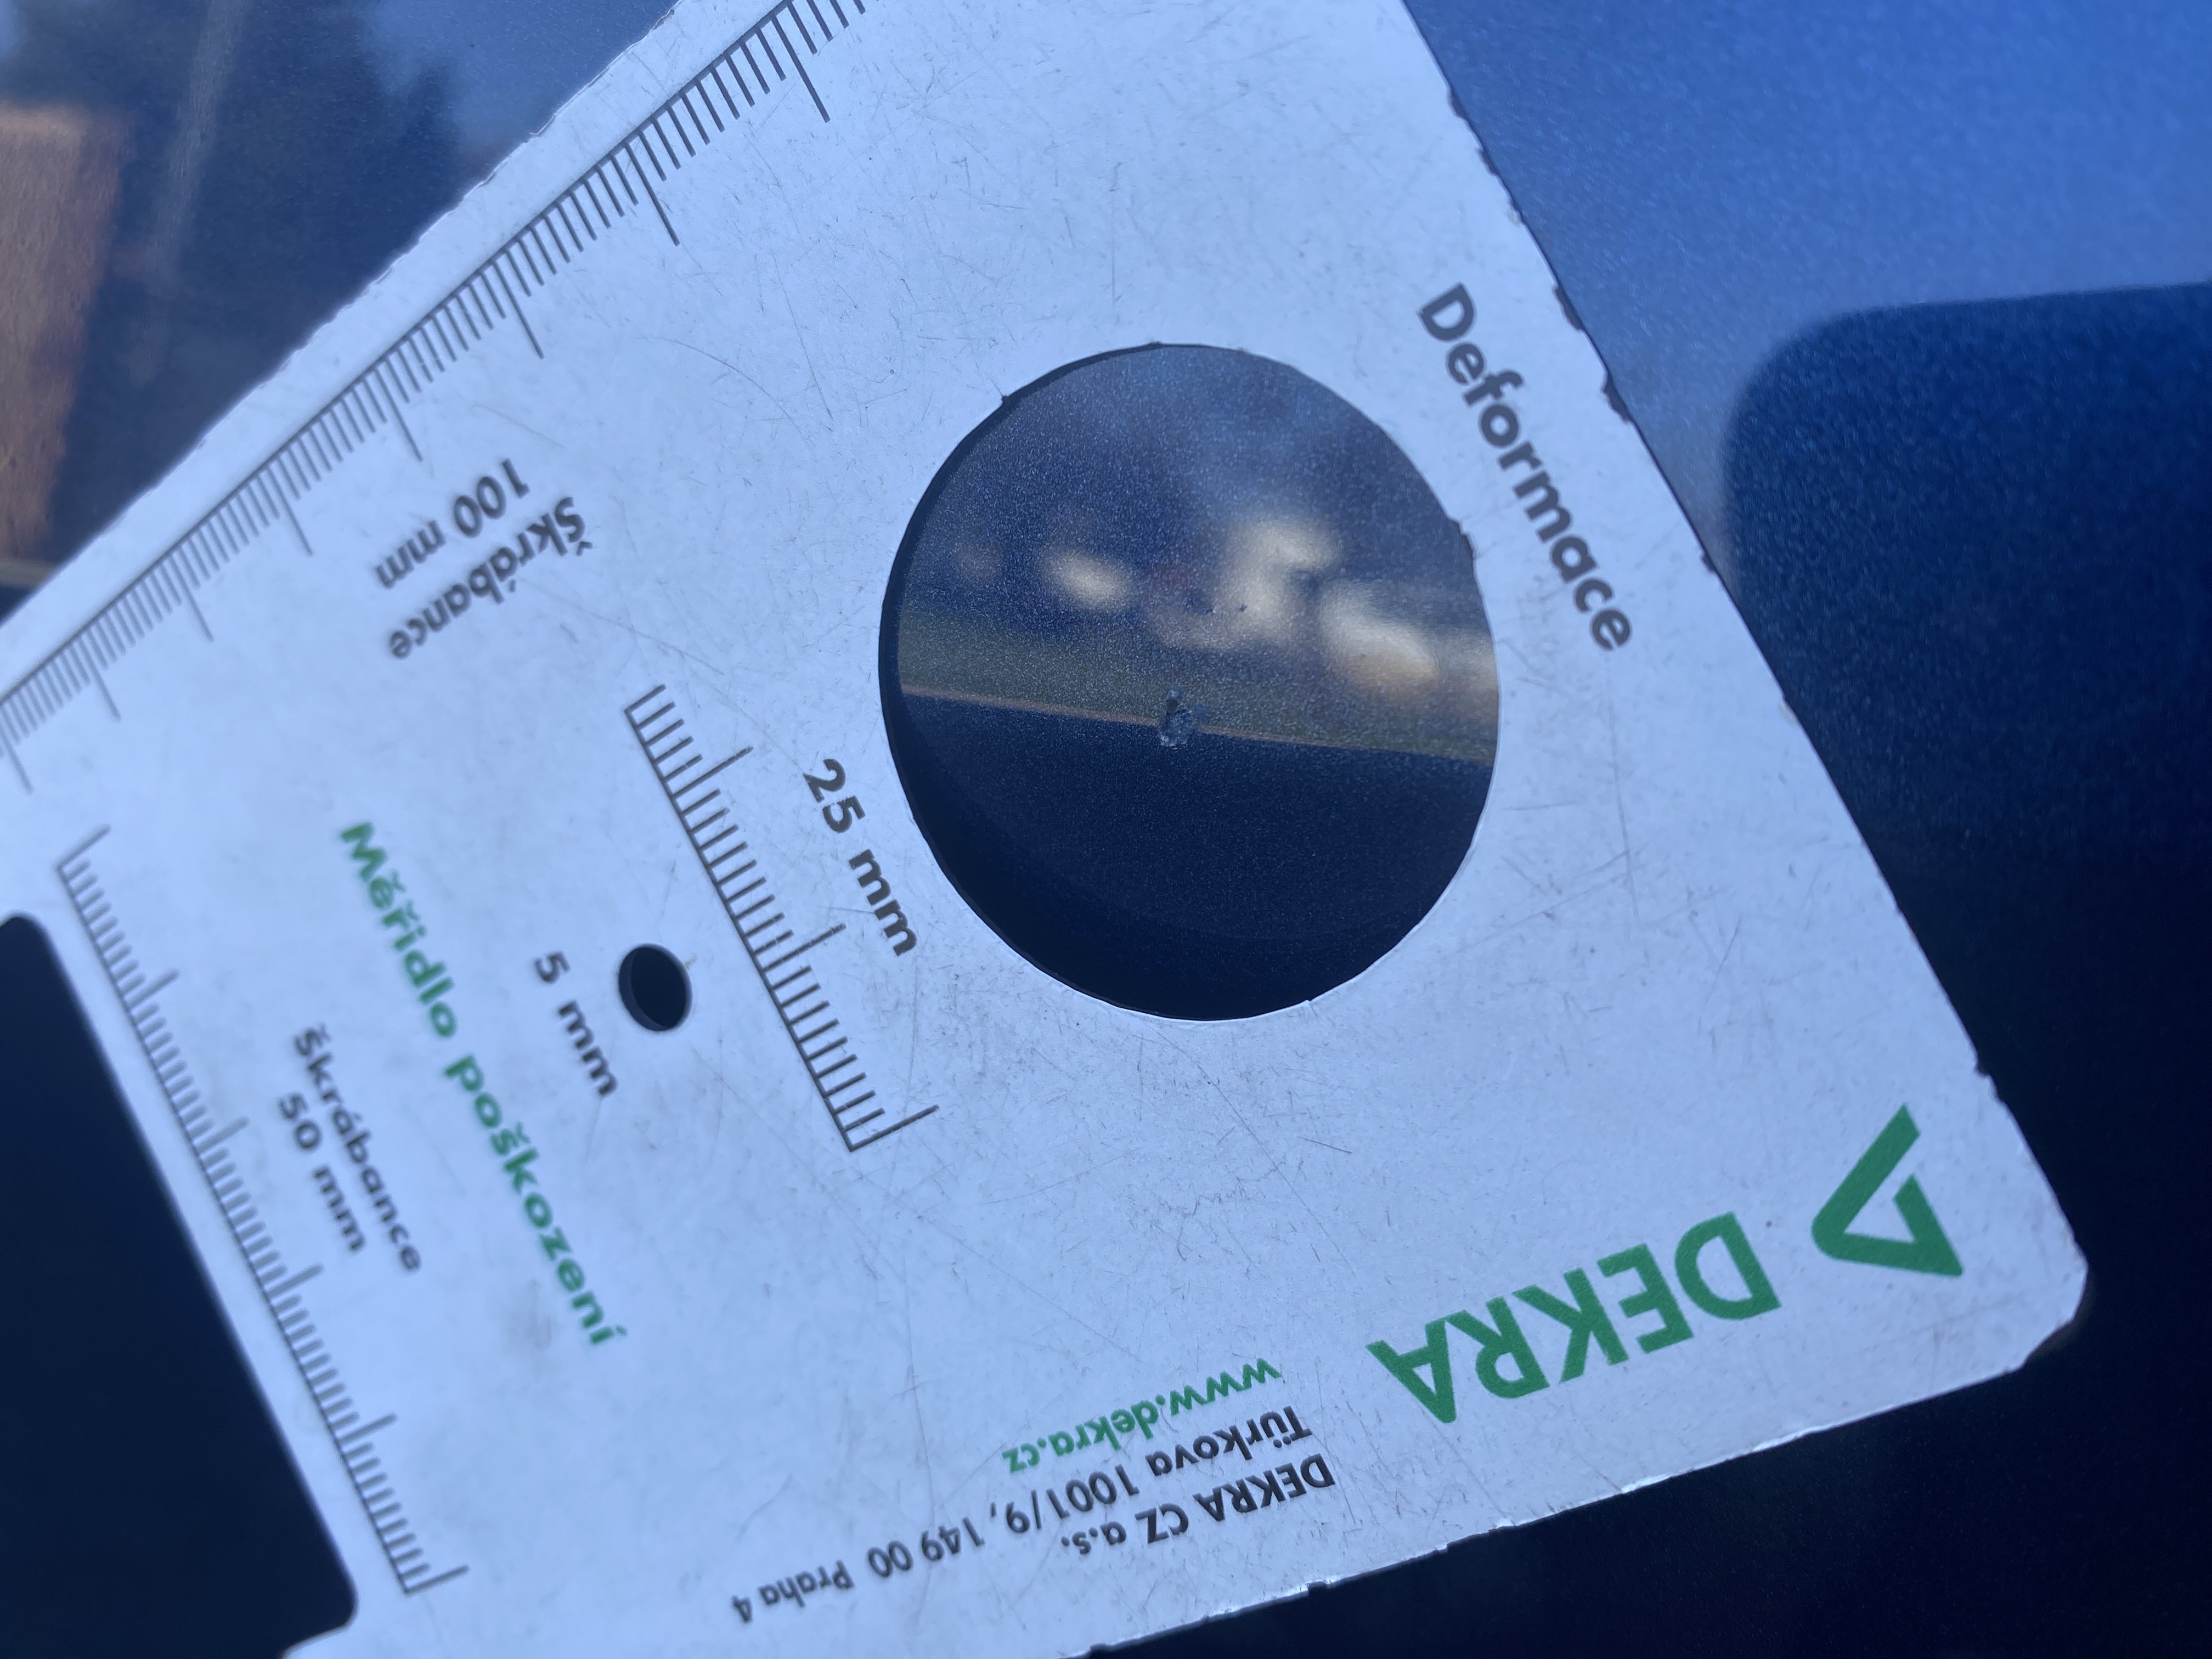 Deformace
25 mm
Škrábance
100 mm
5 mm
Měřidlo poškození
Škrábance
50 mm
DEKRA
DEKRA CZ a.s.
Türkova 1001/9, 149 00 Praha 4
www.dekra.cz